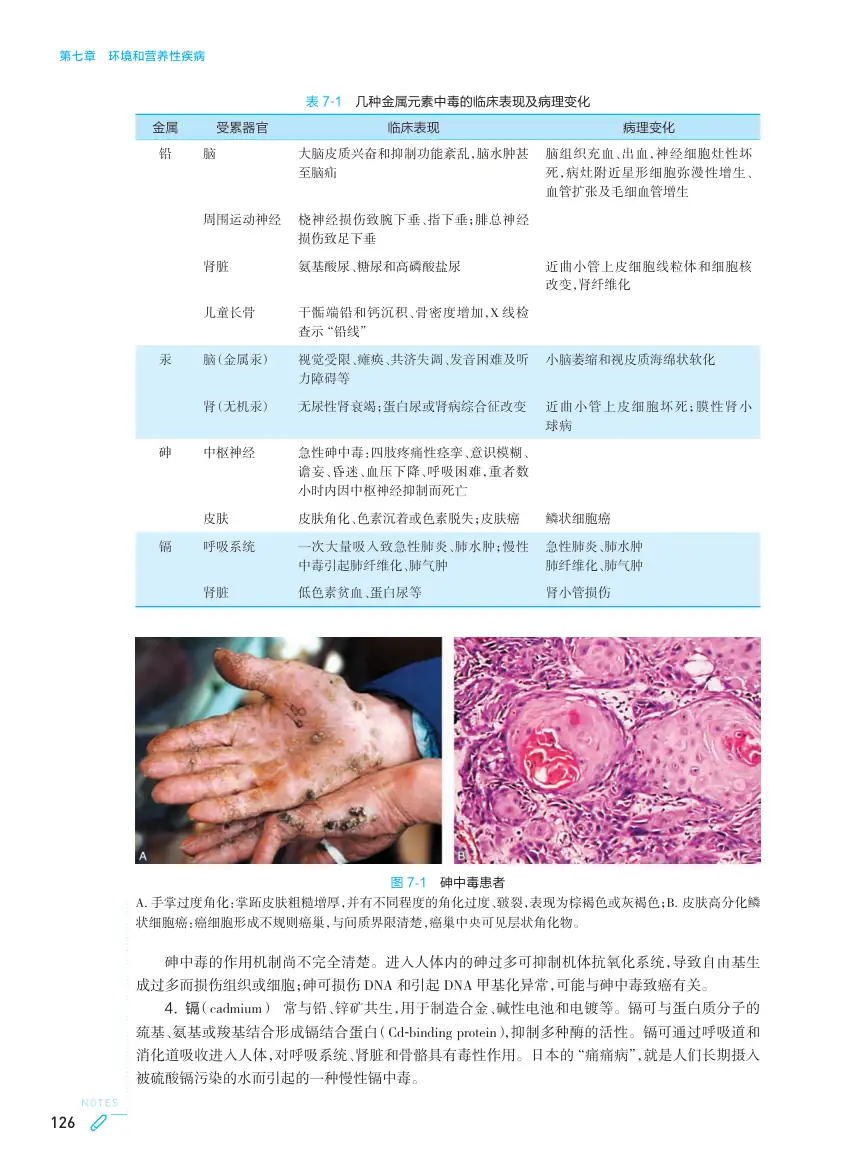 第七章 环境和营养性疾病
表 7-1 几种金属元素中毒的临床表现及病理变化
金属 受累器官 临床表现 病理变化
铅 脑 大脑皮质兴奋和抑制功能紊乱,脑水肿甚 脑组织充血、出血,神经细胞灶性坏
至脑疝 死,病灶附近星形细胞弥漫性增生、
血管扩张及毛细血管增生
周围运动神经 桡神经损伤致腕下垂、指下垂;腓总神经
损伤致足下垂
肾脏 氨基酸尿、糖尿和高磷酸盐尿 近曲小管上皮细胞线粒体和细胞核
改变,肾纤维化
儿童长骨 干骺端铅和钙沉积、骨密度增加,X 线检
查示“铅线”
汞 脑(金属汞) 视觉受限、瘫痪、共济失调、发音困难及听 小脑萎缩和视皮质海绵状软化
力障碍等
肾(无机汞) 无尿性肾衰竭;蛋白尿或肾病综合征改变 近曲小管上皮细胞坏死;膜性肾小
球病
砷 中枢神经 急性砷中毒:四肢疼痛性痉挛、意识模糊、
谵妄、昏迷、血压下降、呼吸困难,重者数
小时内因中枢神经抑制而死亡
皮肤 皮肤角化、色素沉着或色素脱失;皮肤癌 鳞状细胞癌
镉 呼吸系统 一次大量吸入致急性肺炎、肺水肿;慢性 急性肺炎、肺水肿
中毒引起肺纤维化、肺气肿 肺纤维化、肺气肿
肾脏 低色素贫血、蛋白尿等 肾小管损伤
A B
图 7-1 砷中毒患者
A. 手掌过度角化:掌跖皮肤粗糙增厚,并有不同程度的角化过度、皲裂,表现为棕褐色或灰褐色;B. 皮肤高分化鳞
状细胞癌:癌细胞形成不规则癌巢,与间质界限清楚,癌巢中央可见层状角化物。
砷中毒的作用机制尚不完全清楚。进入人体内的砷过多可抑制机体抗氧化系统,导致自由基生
成过多而损伤组织或细胞;砷可损伤 DNA 和引起 DNA 甲基化异常,可能与砷中毒致癌有关。
4. 镉(cadmium) 常与铅、锌矿共生,用于制造合金、碱性电池和电镀等。镉可与蛋白质分子的
巯基、氨基或羧基结合形成镉结合蛋白(Cd-binding protein),抑制多种酶的活性。镉可通过呼吸道和
消化道吸收进入人体,对呼吸系统、肾脏和骨骼具有毒性作用。日本的“痛痛病”,就是人们长期摄入
被硫酸镉污染的水而引起的一种慢性镉中毒。
NOTES
126